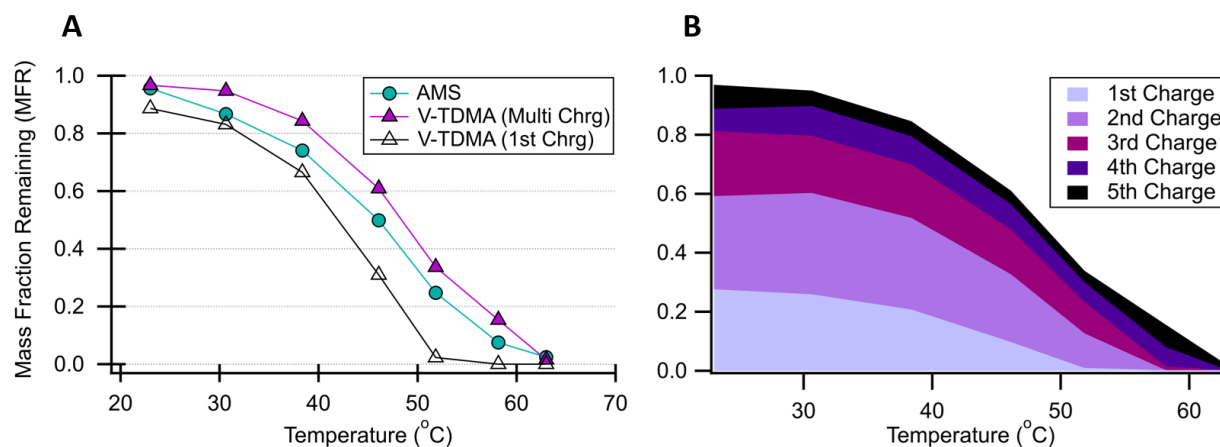 A
Mass Fraction Remaining (MFR)
1.0
0.8
0.6
0.4
0.2
0.0
20
30
40
50
60
70
Temperature (°C)
AMS
V-TDMA (Multi Chrg)
V-TDMA (1st Chrg)
B
1.0
0.8
0.6
0.4
0.2
0.0
30
40
50
60
Temperature (°C)
1st Charge
2nd Charge
3rd Charge
4th Charge
5th Charge